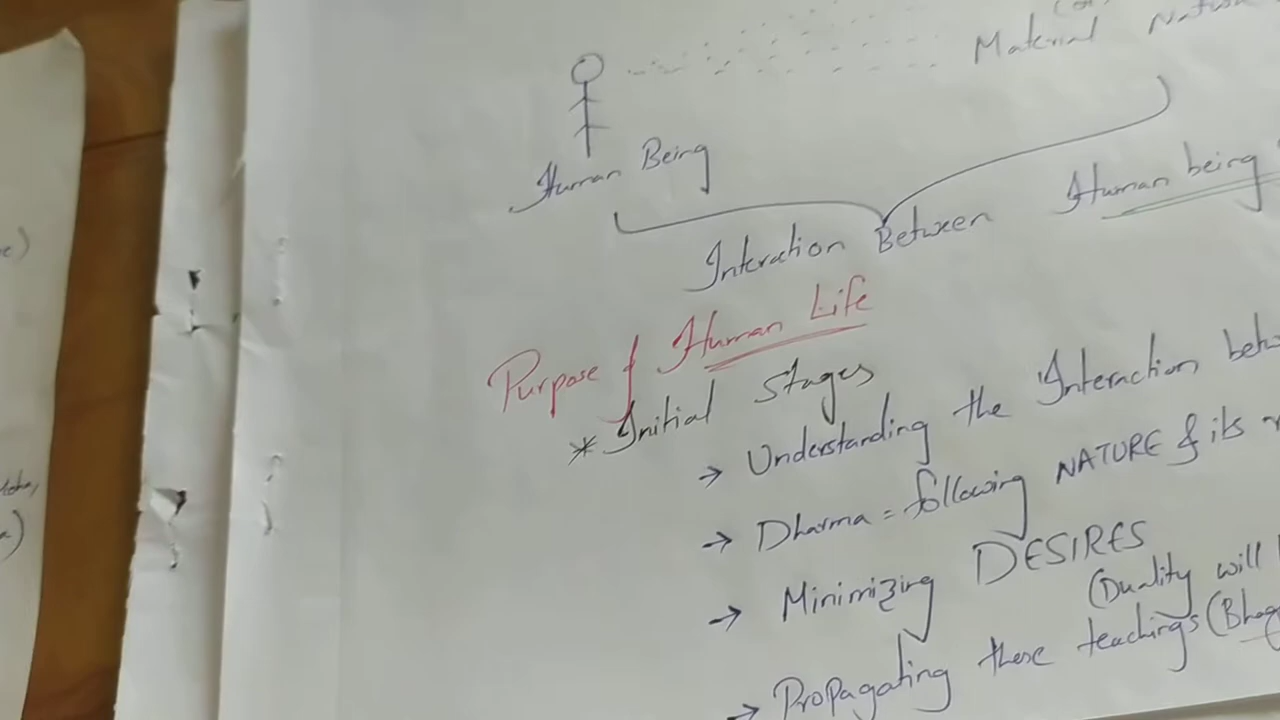 Material Nature
Human Being
Human being
Interaction Between
Purpose of Human Life
* Initial stages
→ Understanding the Interaction
→ Dharma = following NATURE & its
→ Minimizing DESIRES
(Duality will
→ Propagating these teachings (Bhag